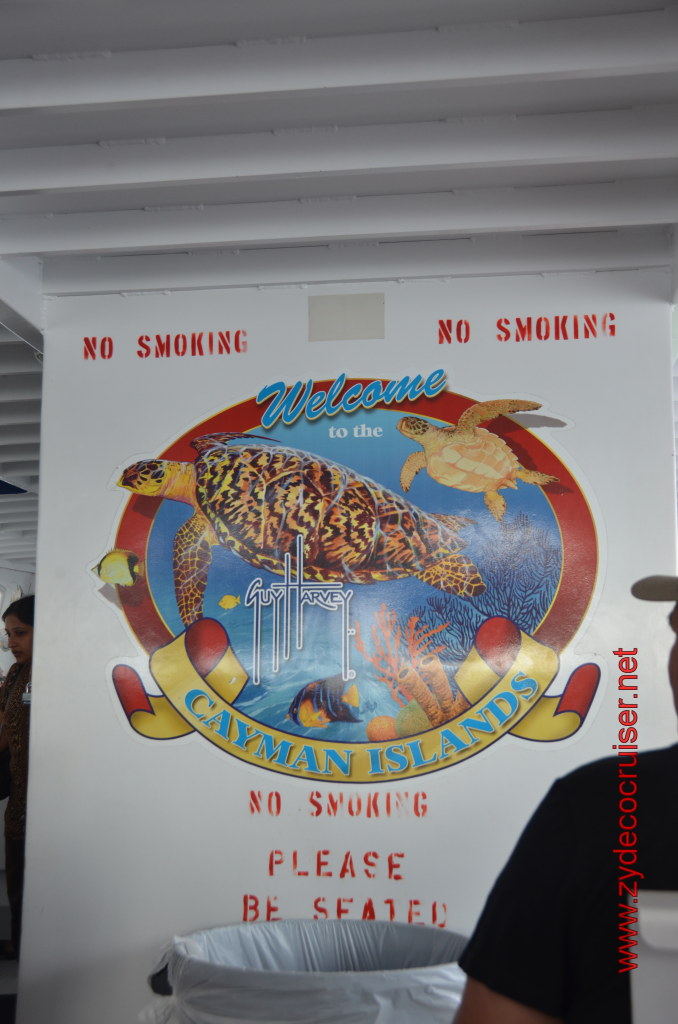 NO SMOKING
NO SMOKING
Welcome
to the
GUY HARVEY
CAYMAN ISLANDS
NO SMOKING
PLEASE
BE SEATED
www.zydecocruiser.net